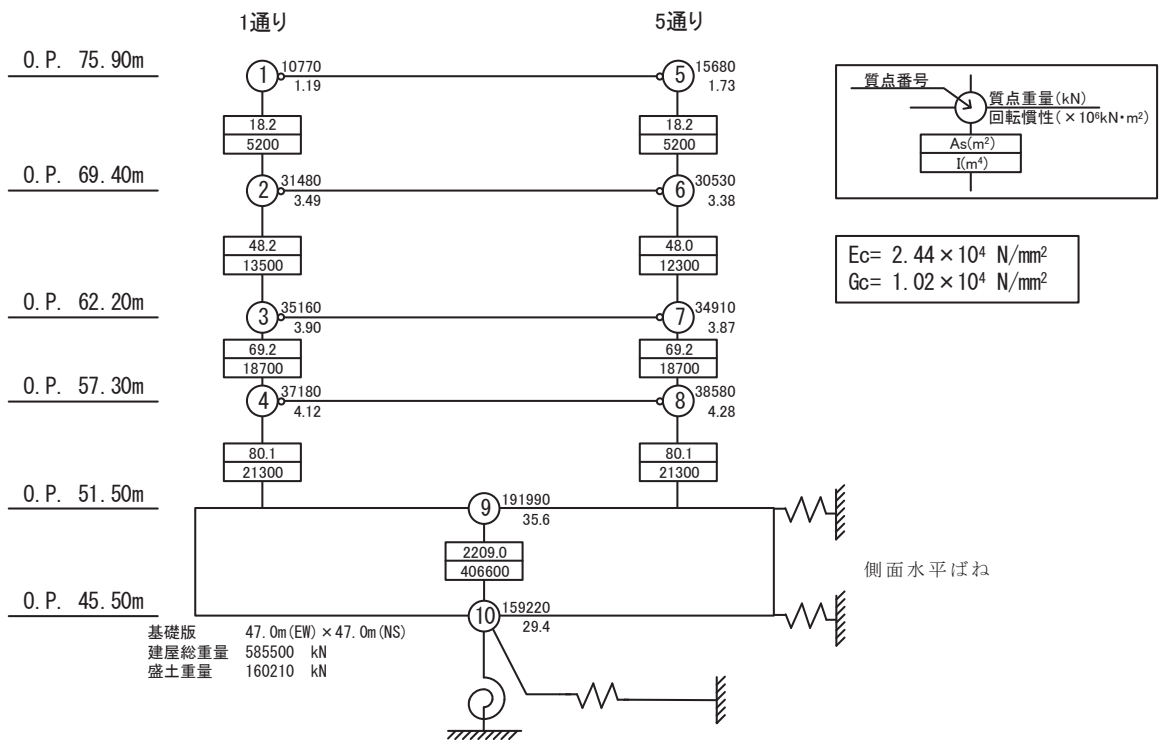 1通り 5通り
O.P. 75.90m
1 10770
1.19
5 15680
1.73
18.2
5200
18.2
5200
O.P. 69.40m
2 31480
3.49
6 30530
3.38
48.2
13500
48.0
12300
O.P. 62.20m
3 35160
3.90
7 34910
3.87
69.2
18700
69.2
18700
O.P. 57.30m
4 37180
4.12
8 38580
4.28
80.1
21300
80.1
21300
O.P. 51.50m
9 191990
35.6
2209.0
406600
側面水平ばね
O.P. 45.50m
10 159220
29.4
基礎版 47.0m(EW)×47.0m(NS)
建屋総重量 585500 kN
盛土重量 160210 kN
質点番号
質点重量(kN)
回転慣性(×10⁶kN・m²)
As(m²)
I(m⁴)
Ec= 2.44×10⁴ N/mm²
Gc= 1.02×10⁴ N/mm²